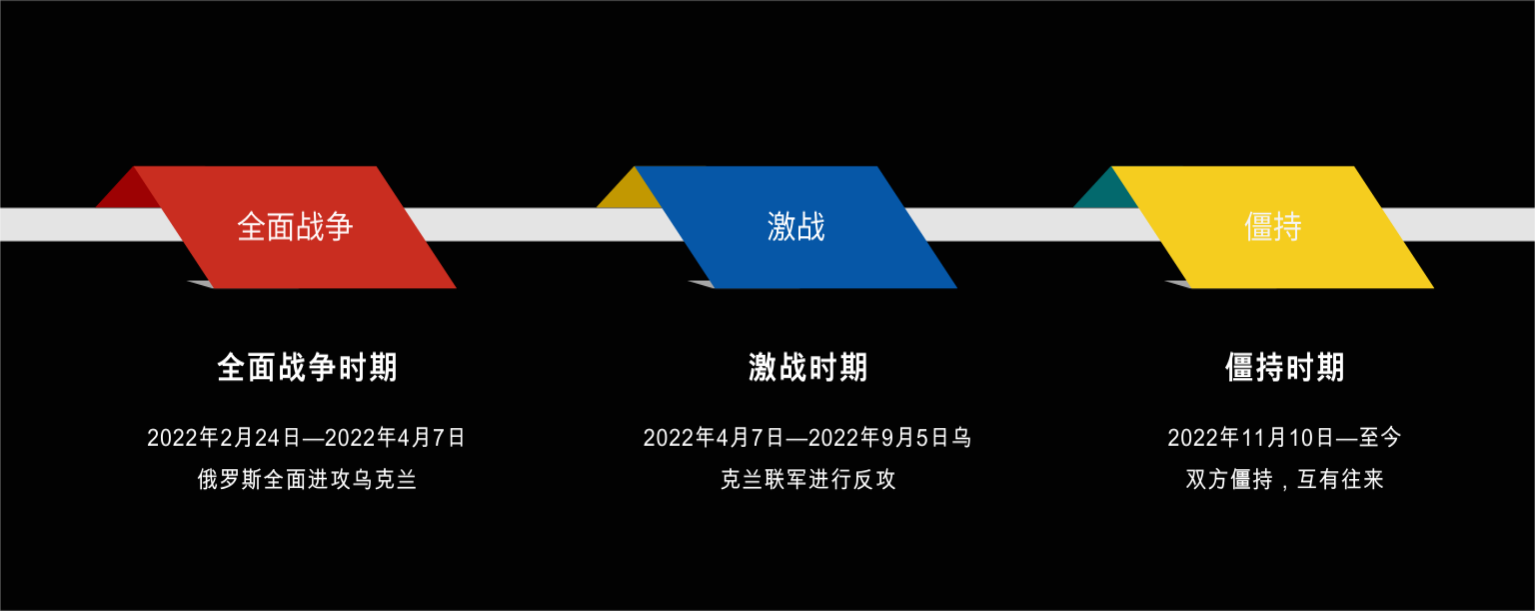 全面战争
激战
僵持
全面战争时期
激战时期
僵持时期
2022年2月24日—2022年4月7日
俄罗斯全面进攻乌克兰
2022年4月7日—2022年9月5日乌
克兰联军进行反攻
2022年11月10日—至今
双方僵持，互有往来